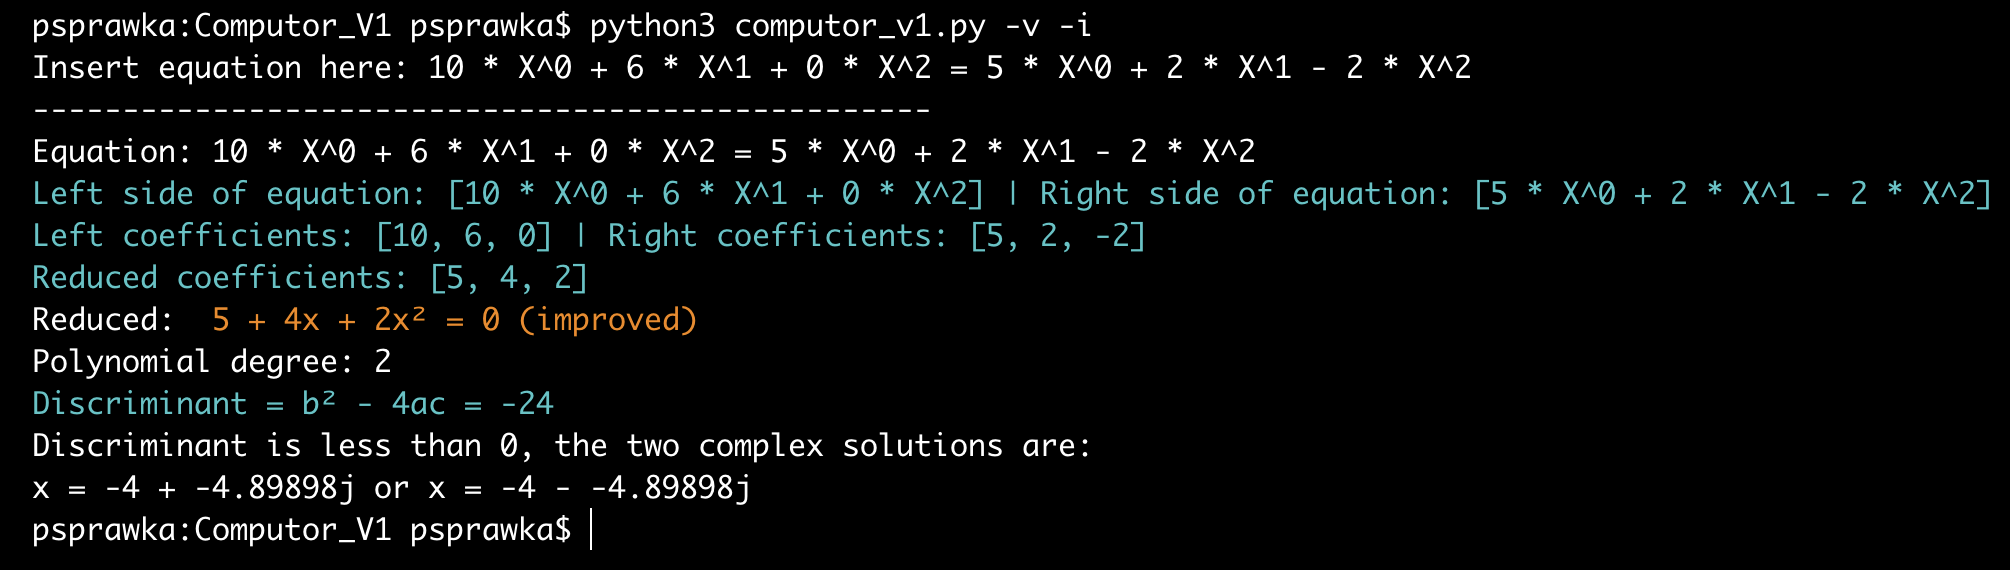 psprawka:Computor_V1 psprawka$ python3 computor_v1.py -v -i
Insert equation here: 10 * X^0 + 6 * X^1 + 0 * X^2 = 5 * X^0 + 2 * X^1 - 2 * X^2
--------------------------------------------------
Equation: 10 * X^0 + 6 * X^1 + 0 * X^2 = 5 * X^0 + 2 * X^1 - 2 * X^2
Left side of equation: [10 * X^0 + 6 * X^1 + 0 * X^2] | Right side of equation: [5 * X^0 + 2 * X^1 - 2 * X^2]
Left coefficients: [10, 6, 0] | Right coefficients: [5, 2, -2]
Reduced coefficients: [5, 4, 2]
Reduced:  5 + 4x + 2x² = 0 (improved)
Polynomial degree: 2
Discriminant = b² - 4ac = -24
Discriminant is less than 0, the two complex solutions are:
x = -4 + -4.89898j or x = -4 - -4.89898j
psprawka:Computor_V1 psprawka$